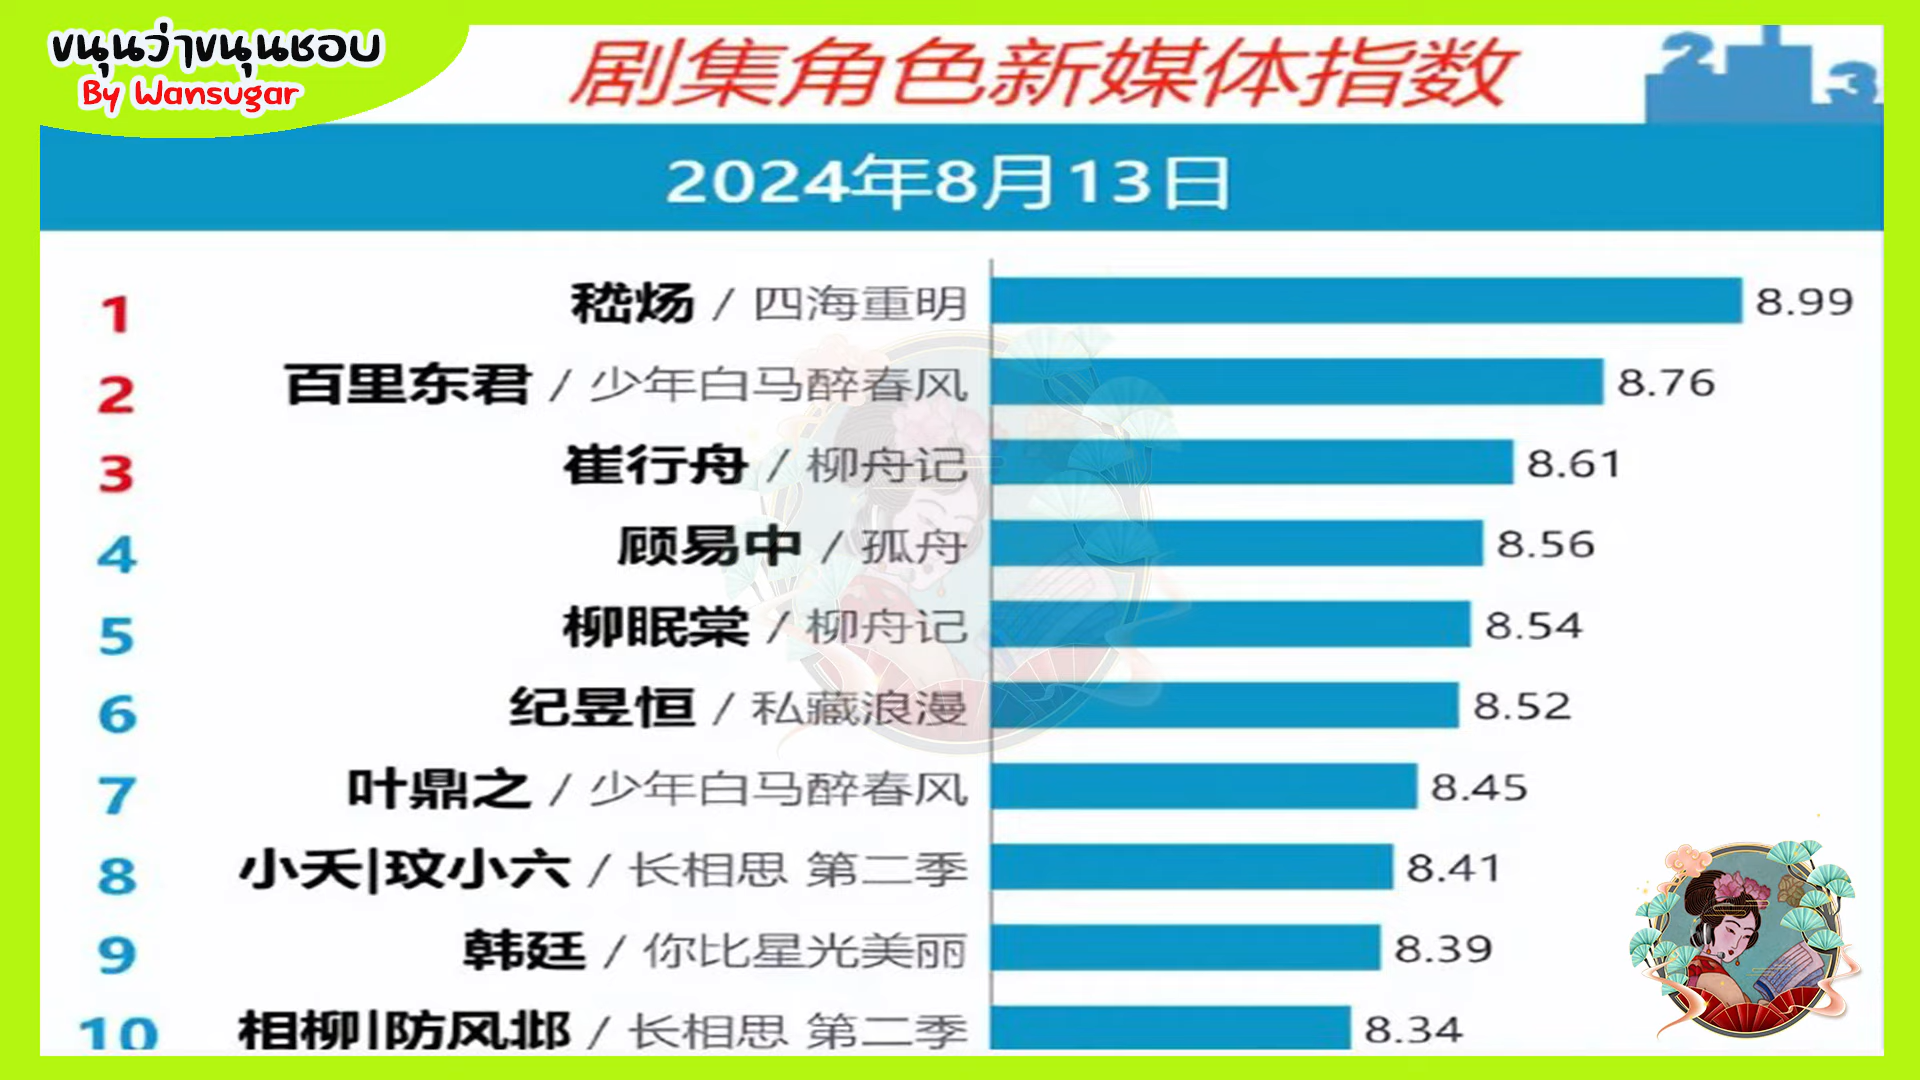 ขนุนว่าขนุนชอบ
By Wansugar
剧集角色新媒体指数
2 3
2024年8月13日
1 嵇炀 / 四海重明 8.99
2 百里东君 / 少年白马醉春风 8.76
3 崔行舟 / 柳舟记 8.61
4 顾易中 / 孤舟 8.56
5 柳眠棠 / 柳舟记 8.54
6 纪昱恒 / 私藏浪漫 8.52
7 叶鼎之 / 少年白马醉春风 8.45
8 小夭|玟小六 / 长相思 第二季 8.41
9 韩廷 / 你比星光美丽 8.39
10 相柳|防风邶 / 长相思 第二季 8.34